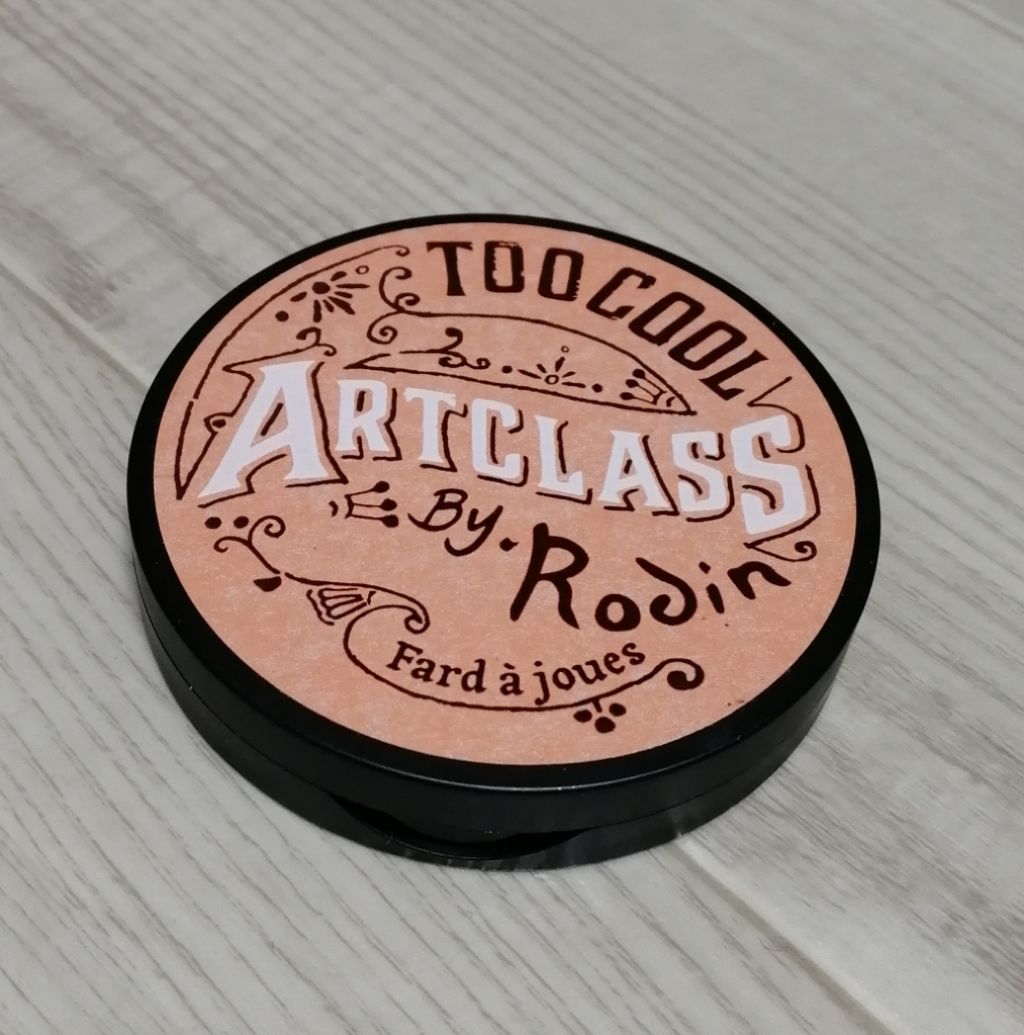 TOO COOL
ARTCLASS
By. Rodin
Fard à joues